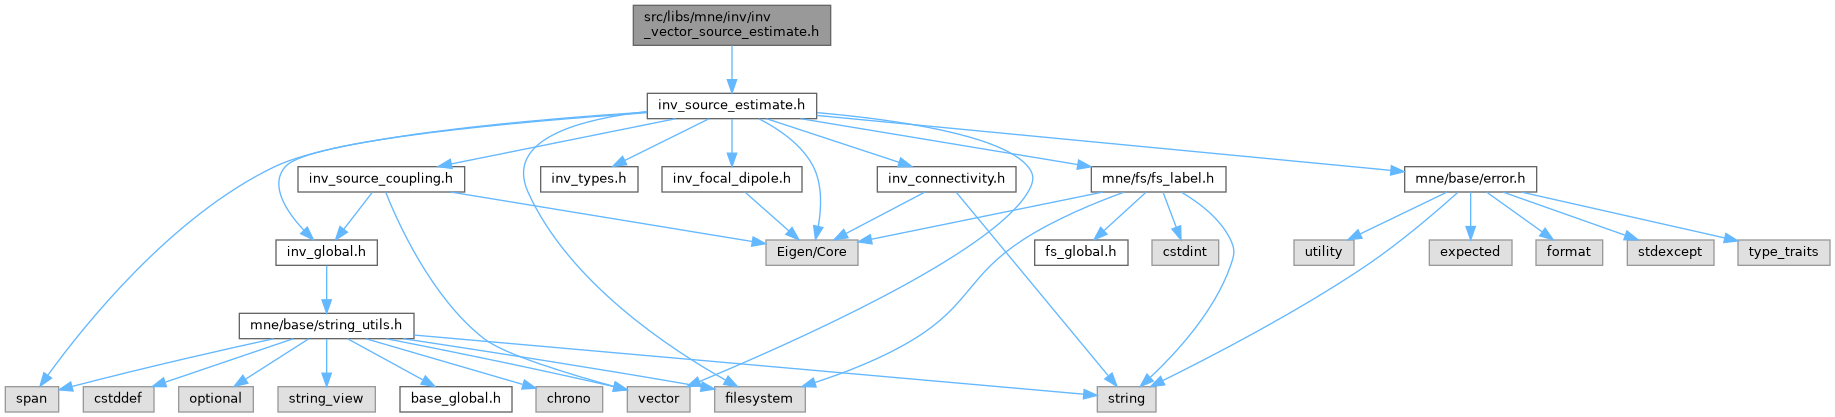 src/libs/mne/inv/inv
_vector_source_estimate.h
inv_source_estimate.h
inv_source_coupling.h
inv_types.h
inv_focal_dipole.h
inv_connectivity.h
mne/fs/fs_label.h
mne/base/error.h
inv_global.h
Eigen/Core
fs_global.h
cstdint
utility
expected
format
stdexcept
type_traits
mne/base/string_utils.h
span
cstddef
optional
string_view
base_global.h
chrono
vector
filesystem
string